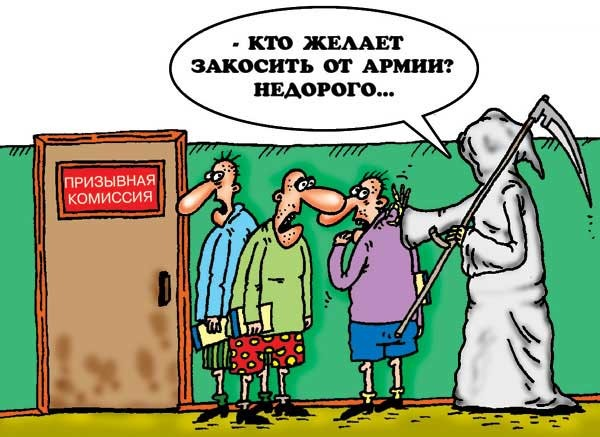 - КТО ЖЕЛАЕТ
ЗАКОСИТЬ ОТ АРМИИ?
НЕДОРОГО...
ПРИЗЫВНАЯ
КОМИССИЯ